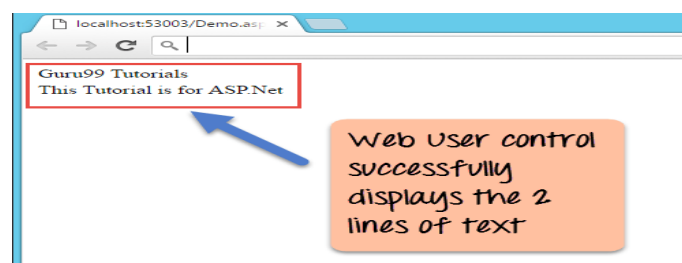 localhost:53003/Demo.asp
Guru99 Tutorials
This Tutorial is for ASP.Net
Web User control
successfully
displays the 2
lines of text